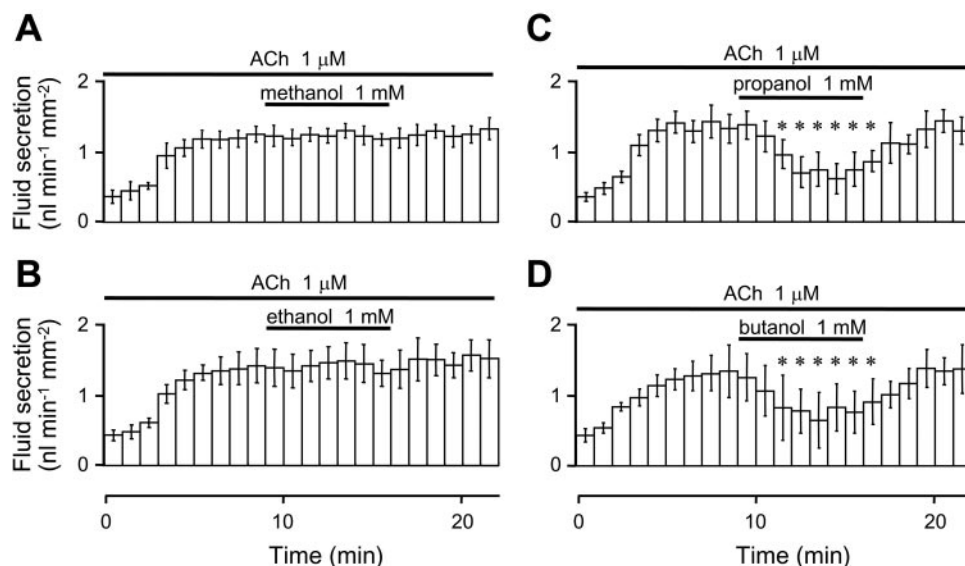 A
ACh 1 μM
methanol 1 mM
Fluid secretion
(nl min-1 mm-2)
2
1
0
B
ACh 1 μM
ethanol 1 mM
Fluid secretion
(nl min-1 mm-2)
2
1
0
0 10 20
Time (min)
C
ACh 1 μM
propanol 1 mM
* * * * * *
2
1
0
D
ACh 1 μM
butanol 1 mM
* * * * * *
2
1
0
0 10 20
Time (min)